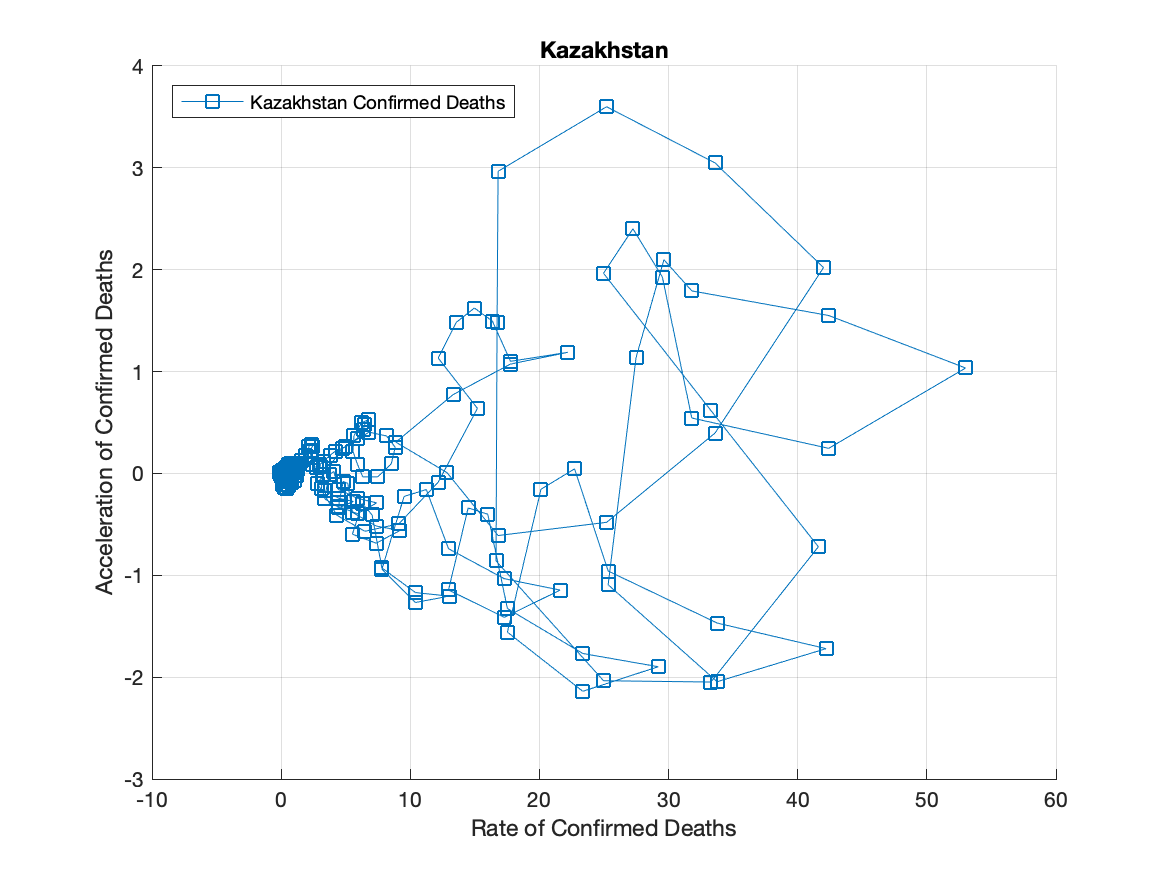 Kazakhstan
Kazakhstan Confirmed Deaths
4
3
2
1
0
-1
-2
-3
Acceleration of Confirmed Deaths
-10 0 10 20 30 40 50 60
Rate of Confirmed Deaths